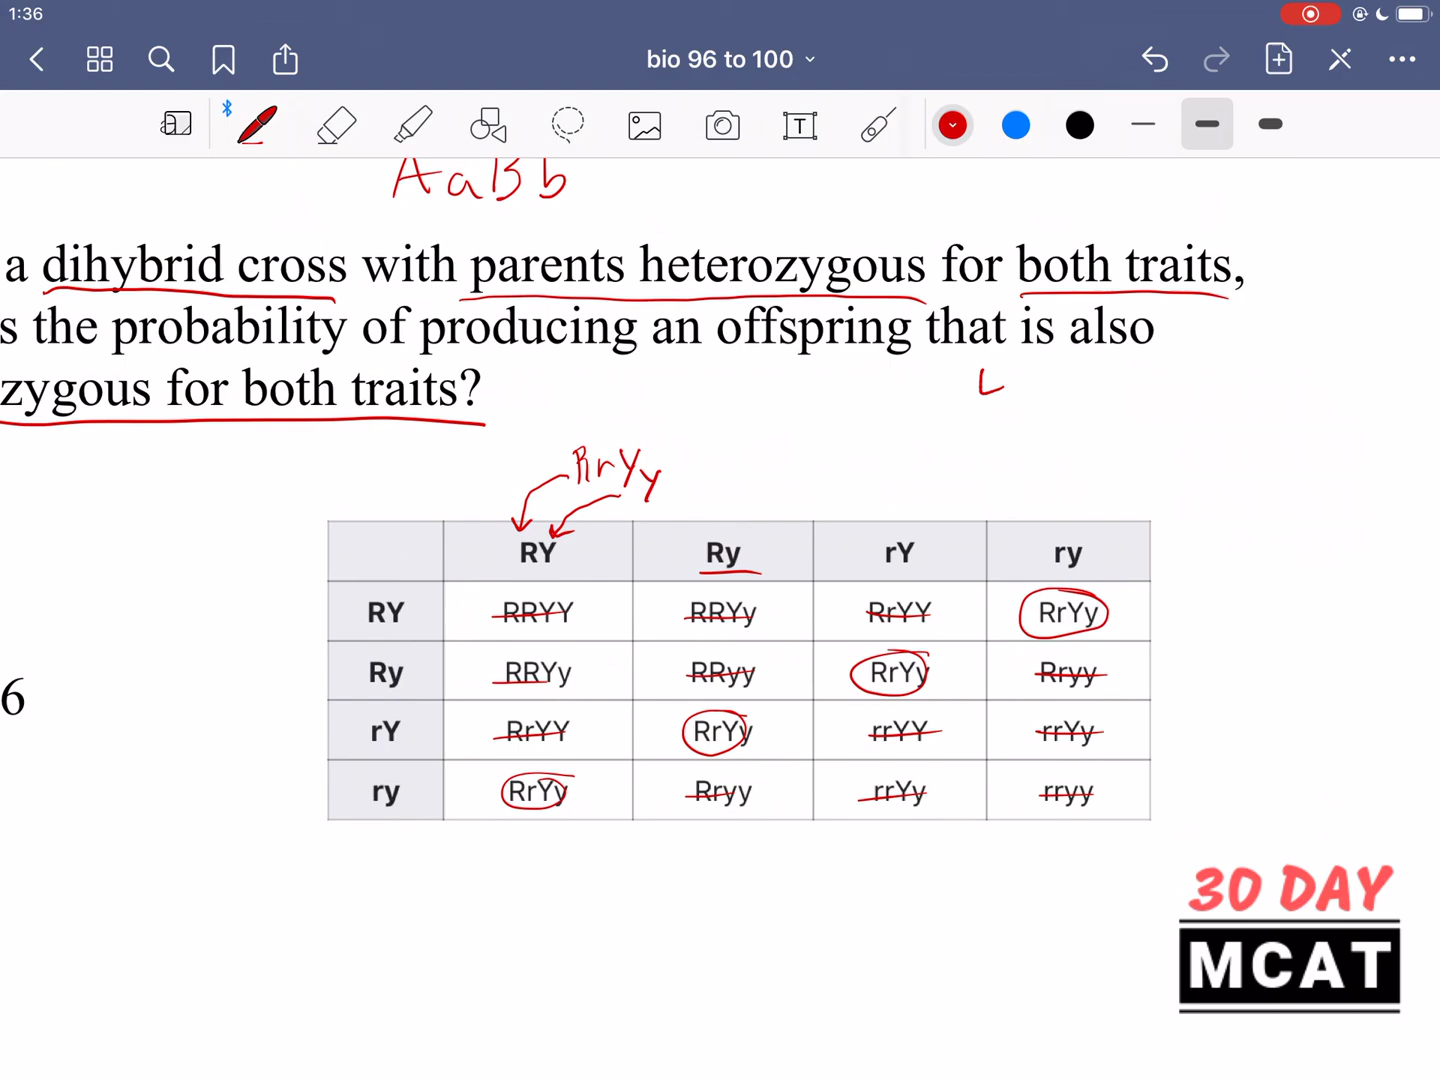 1:36
bio 96 to 100
AaBb
a dihybrid cross with parents heterozygous for both traits,
s the probability of producing an offspring that is also
zygous for both traits?
RrYy
RY Ry rY ry
RY RRYY RRYy RrYY RrYy
Ry RRYy RRyy RrYy Rryy
6
rY RrYY RrYy rrYY rrYy
ry RrYy Rryy rrYy rryy
30 DAY
MCAT